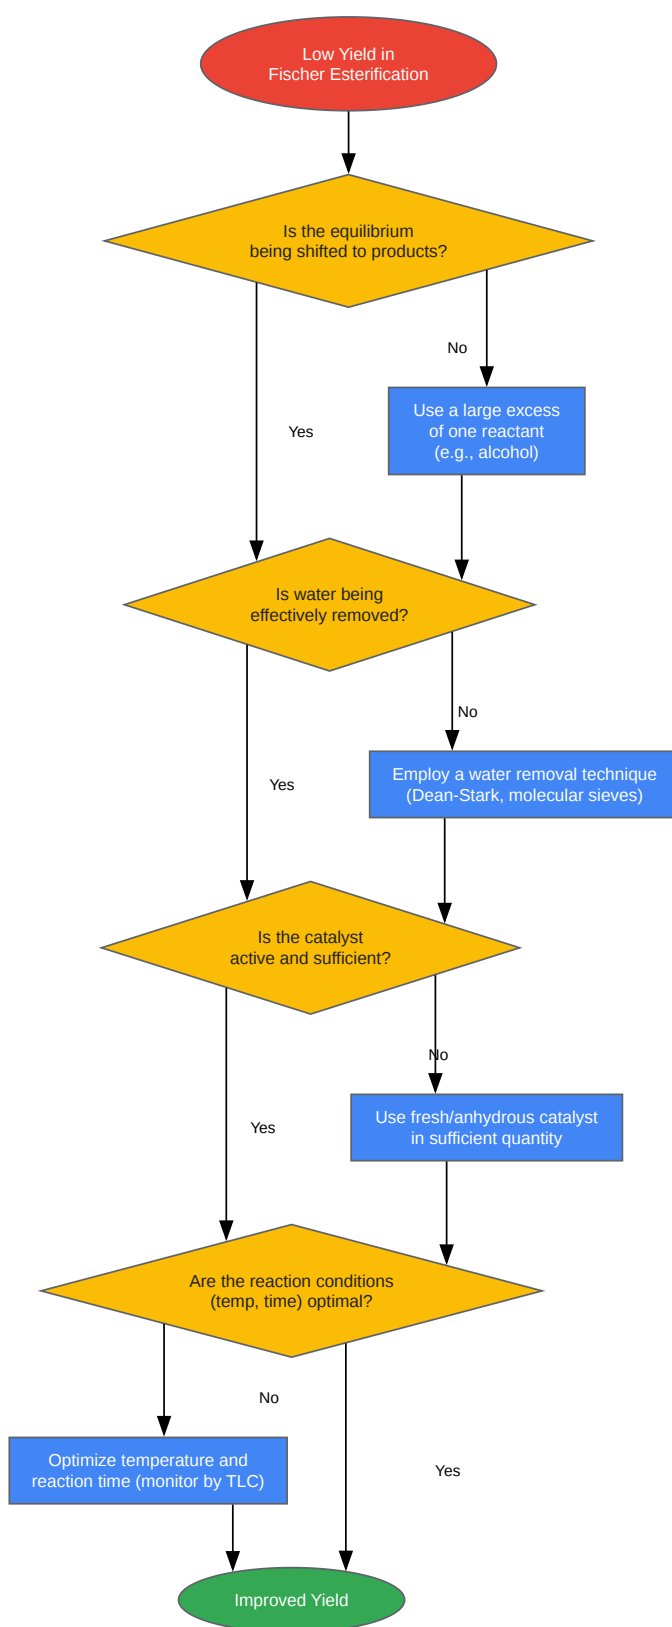 Low Yield in
Fischer Esterification
Is the equilibrium
being shifted to products?
No
Use a large excess
of one reactant
(e.g., alcohol)
Yes
Is water being
effectively removed?
No
Employ a water removal technique
(Dean-Stark, molecular sieves)
Yes
Is the catalyst
active and sufficient?
No
Use fresh/anhydrous catalyst
in sufficient quantity
Yes
Are the reaction conditions
(temp, time) optimal?
No
Optimize temperature and
reaction time (monitor by TLC)
Yes
Improved Yield